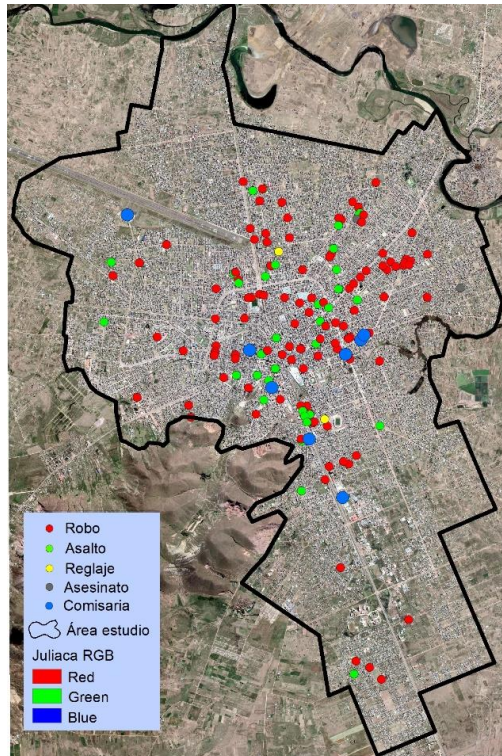 Robo
Asalto
Reglaje
Asesinato
Comisaria
Área estudio
Juliaca RGB
Red
Green
Blue